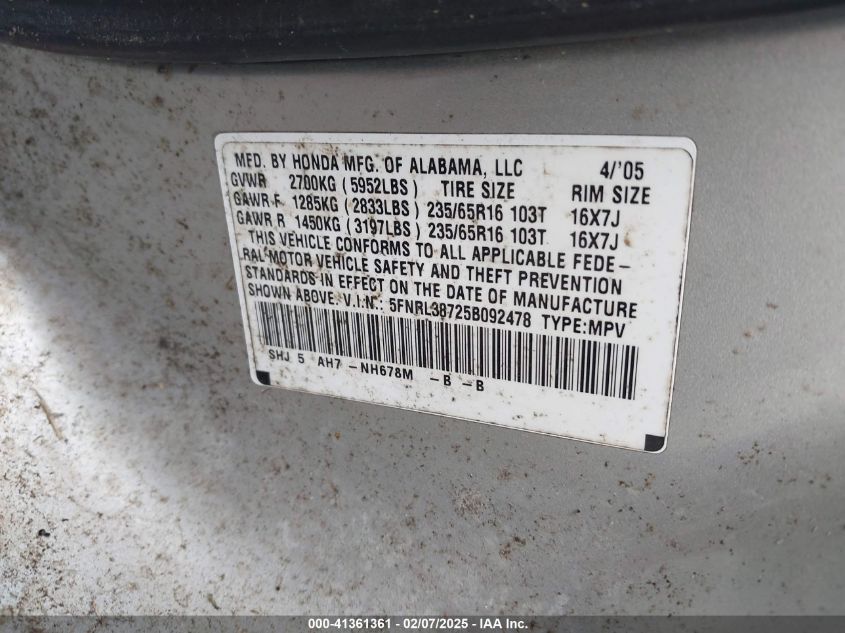 MFD. BY HONDA MFG. OF ALABAMA, LLC 4/'05
GVWR 2700KG (5952LBS) TIRE SIZE RIM SIZE
GAWR F 1285KG (2833LBS) 235/65R16 103T 16X7J
GAWR R 1450KG (3197LBS) 235/65R16 103T 16X7J
THIS VEHICLE CONFORMS TO ALL APPLICABLE FEDE-
RAL MOTOR VEHICLE SAFETY AND THEFT PREVENTION
STANDARDS IN EFFECT ON THE DATE OF MANUFACTURE
SHOWN ABOVE. V.I.N.: 5FNRL38725B092478 TYPE:MPV
SHJ 5 AH7 -NH678M -B -B
000-41361361 - 02/07/2025 - IAA Inc.